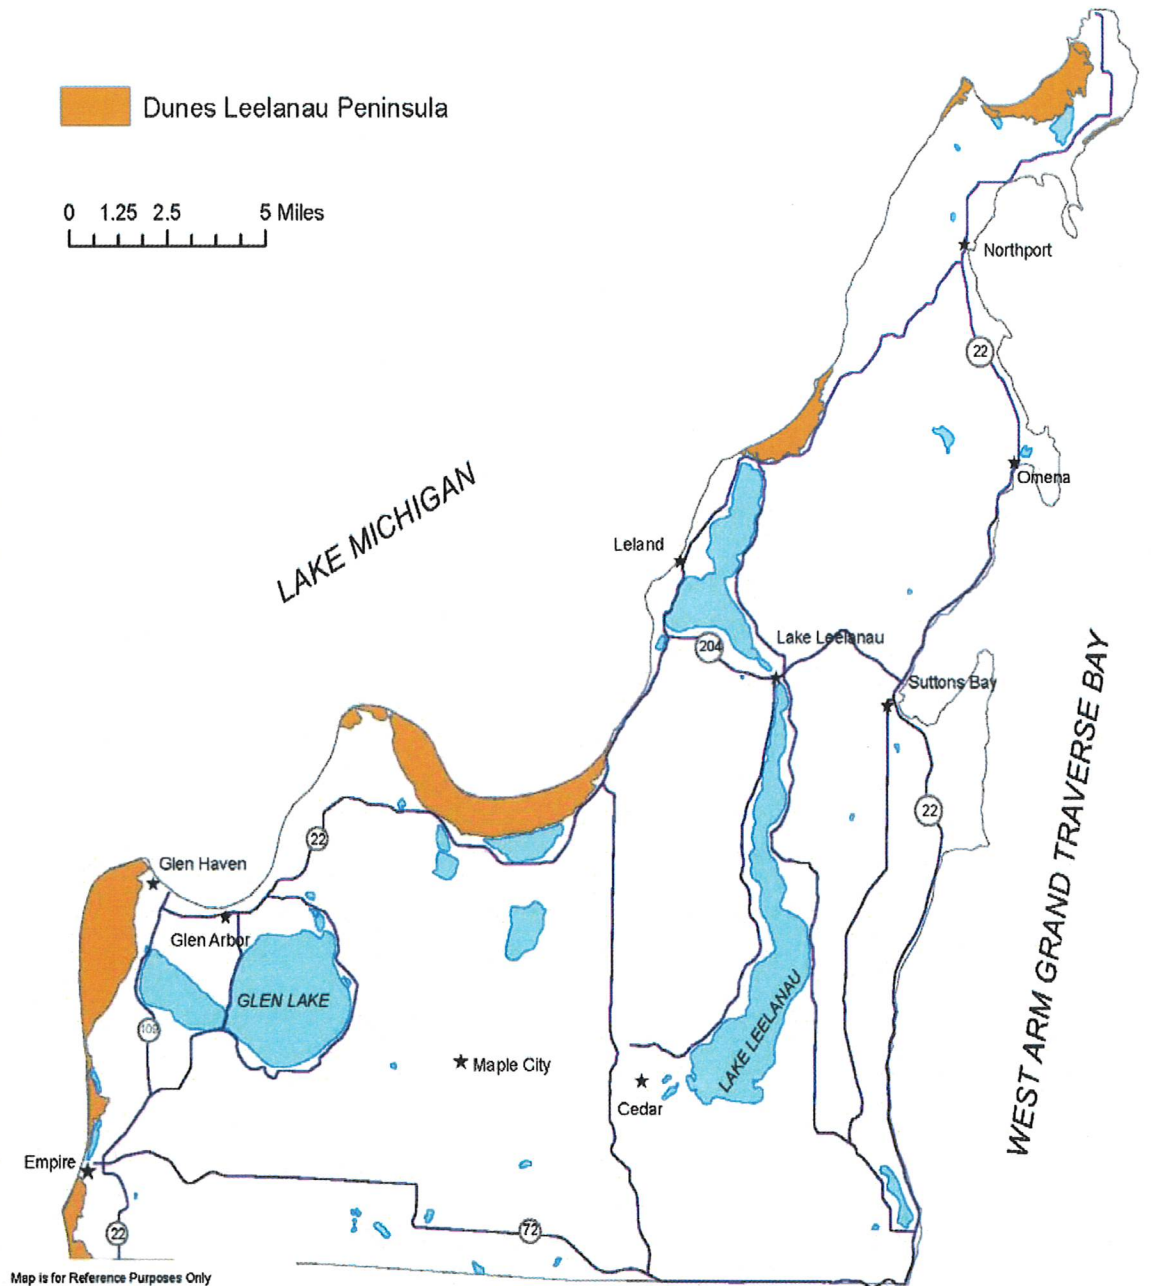 Dunes Leelanau Peninsula
0 1.25 2.5 5 Miles
Northport
22
Omena
LAKE MICHIGAN
Leland
204
Lake Leelanau
Suttons Bay
22
22
Glen Haven
Glen Arbor
GLEN LAKE
109
LAKE LEELANAU
WEST ARM GRAND TRAVERSE BAY
Maple City
Cedar
Empire
22
72
Map is for Reference Purposes Only